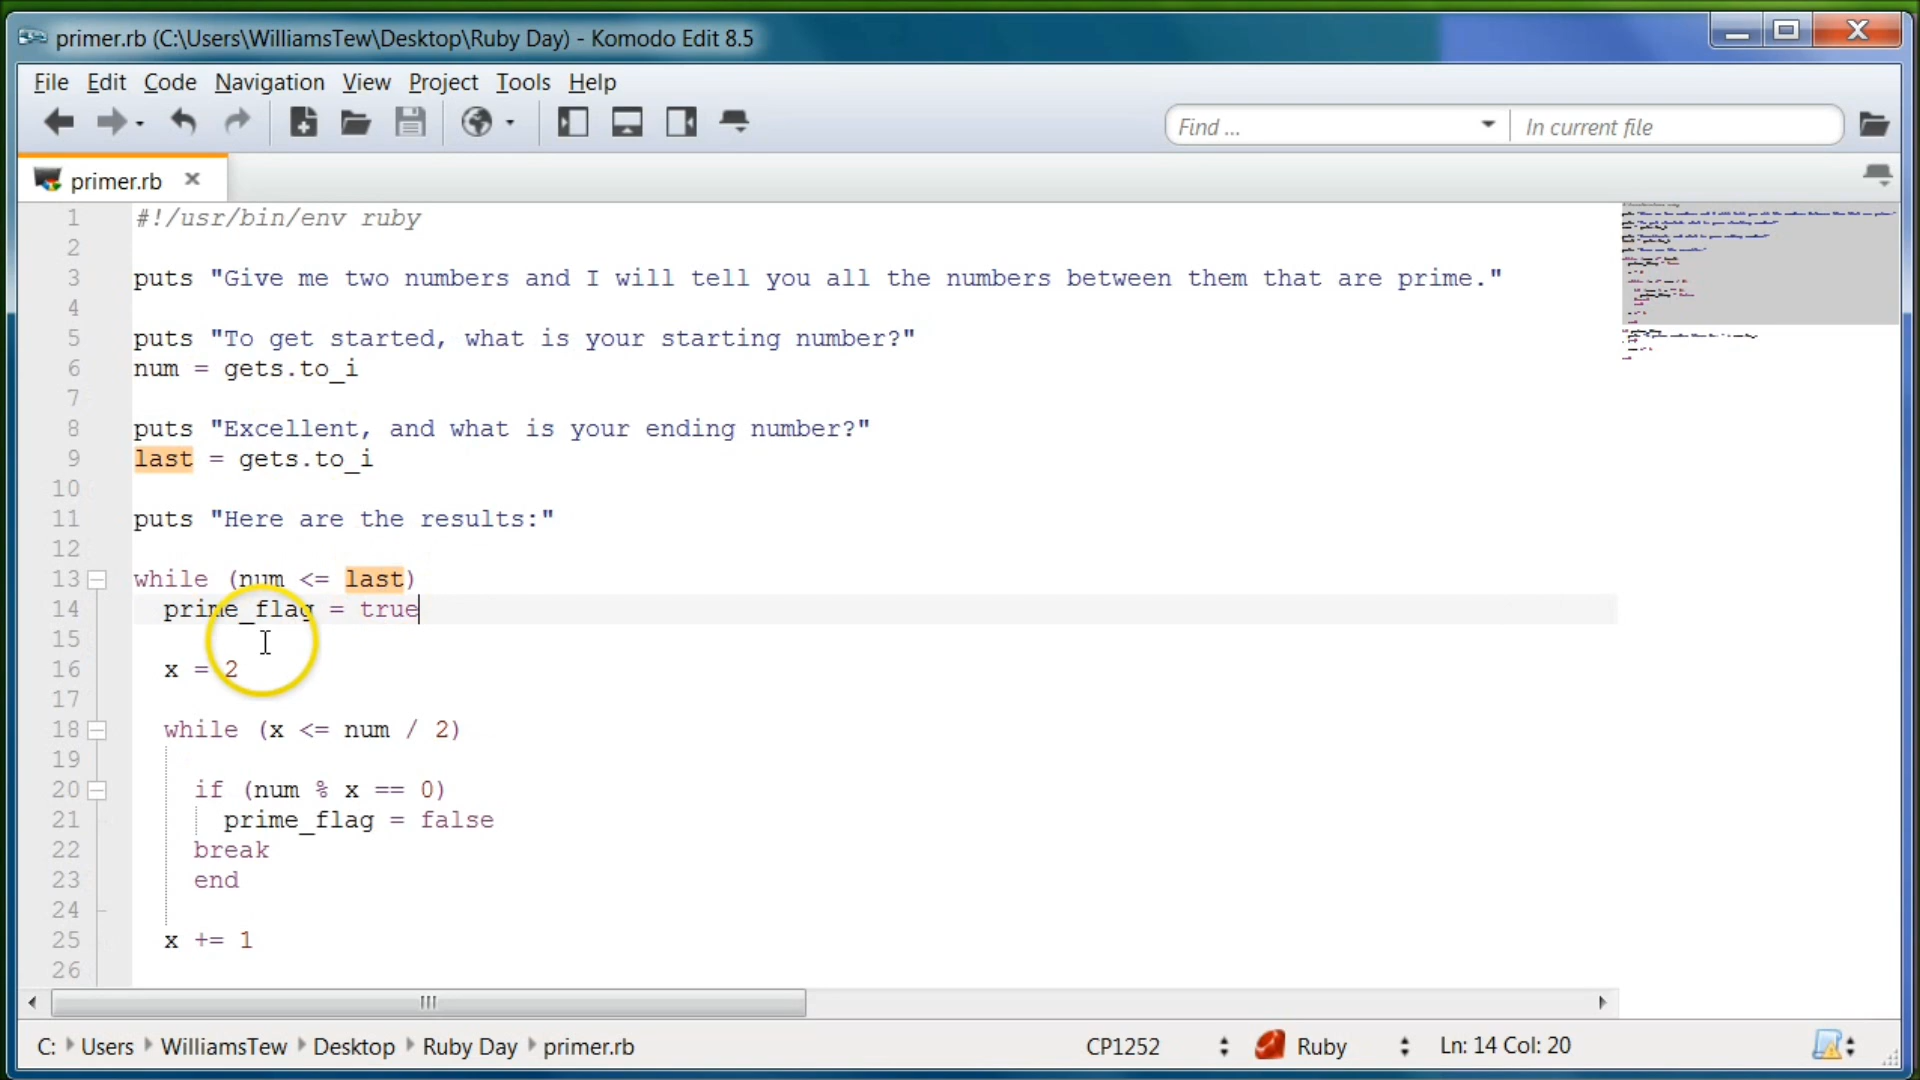 primer.rb (C:\Users\WilliamsTew\Desktop\Ruby Day) - Komodo Edit 8.5
File Edit Code Navigation View Project Tools Help
Find ... In current file
primer.rb
1 #!/usr/bin/env ruby
2
3 puts "Give me two numbers and I will tell you all the numbers between them that are prime."
4
5 puts "To get started, what is your starting number?"
6 num = gets.to_i
7
8 puts "Excellent, and what is your ending number?"
9 last = gets.to_i
10
11 puts "Here are the results:"
12
13 while (num <= last)
14 prime_flag = true
15
16 x = 2
17
18 while (x <= num / 2)
19
20 if (num % x == 0)
21 prime_flag = false
22 break
23 end
24
25 x += 1
26
C: Users WilliamsTew Desktop Ruby Day primer.rb CP1252 Ruby Ln: 14 Col: 20